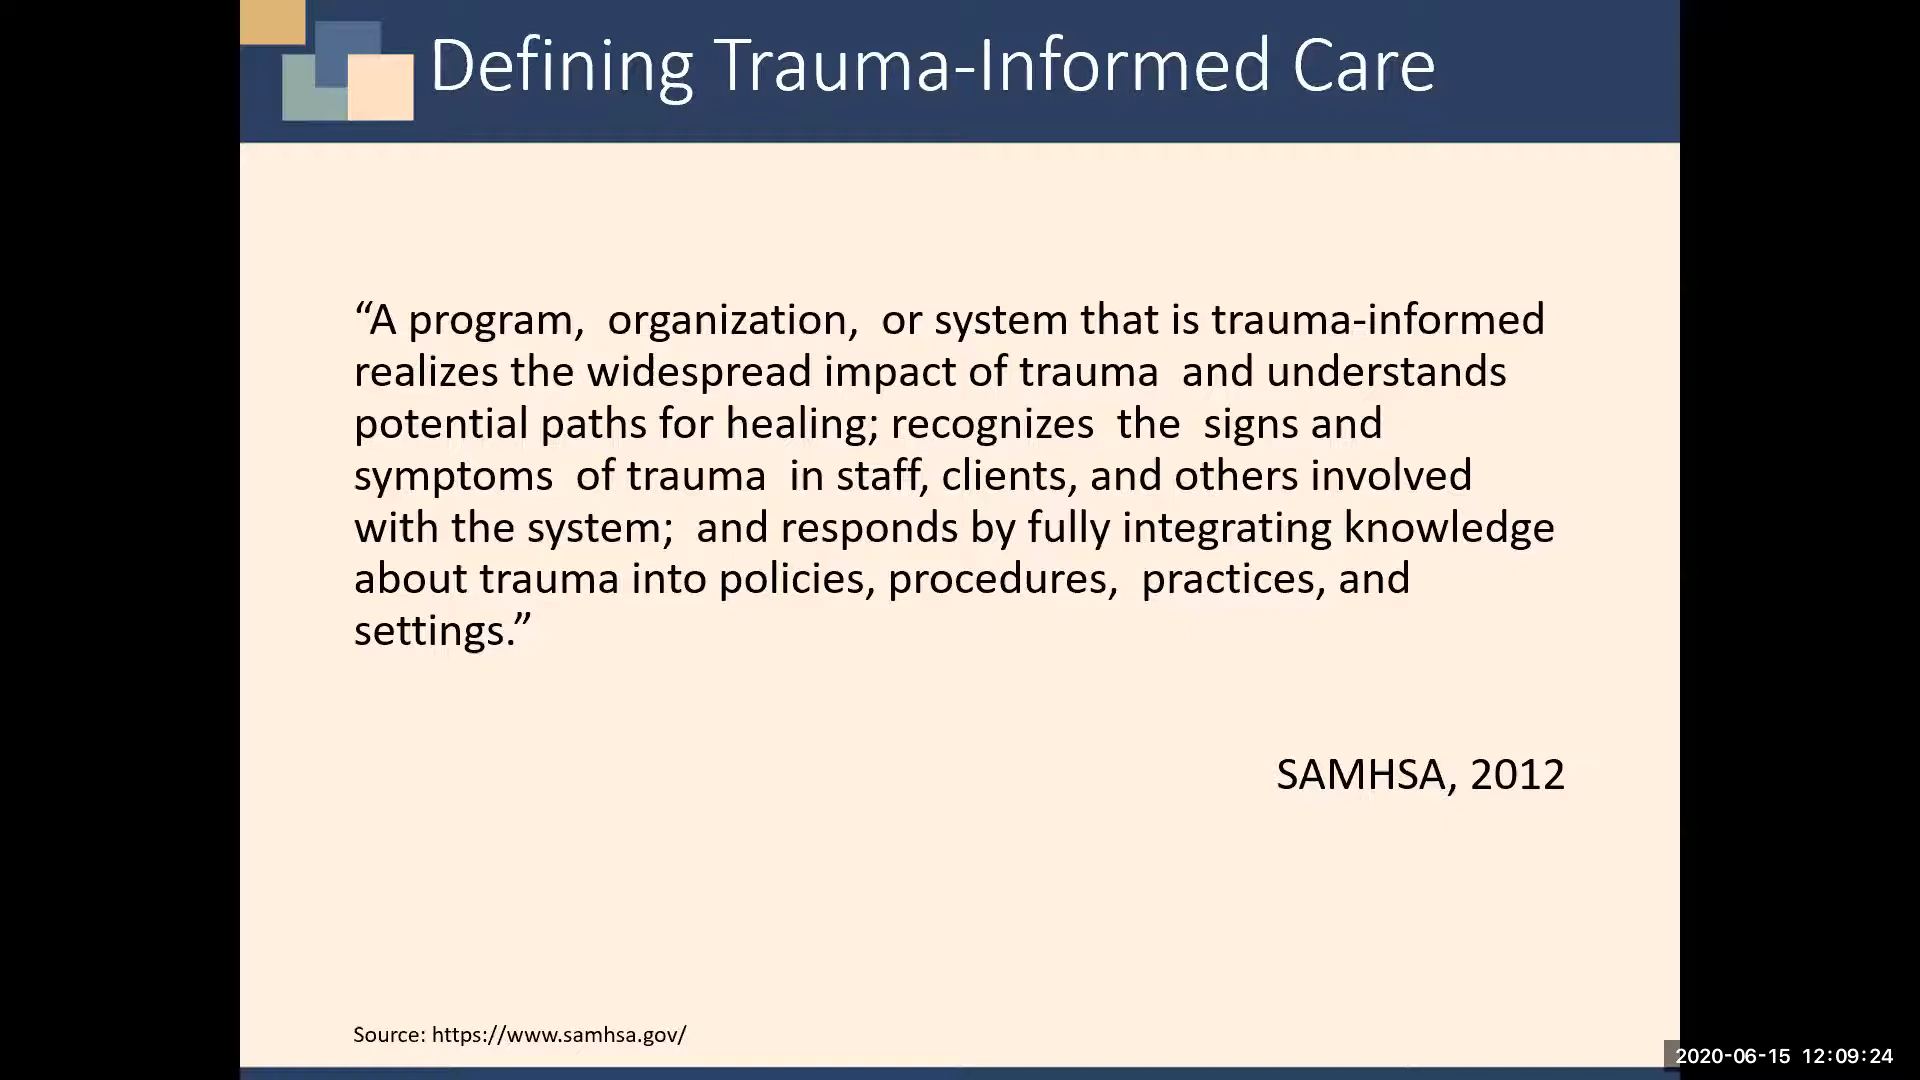 Defining Trauma-Informed Care
“A program,  organization,  or system that is trauma-informed
realizes the widespread impact of trauma  and understands
potential paths for healing; recognizes  the  signs and
symptoms  of trauma  in staff, clients, and others involved
with the system;  and responds by fully integrating knowledge
about trauma into policies, procedures,  practices, and
settings.”
SAMHSA, 2012
Source: https://www.samhsa.gov/
2020-06-15 12:09:24